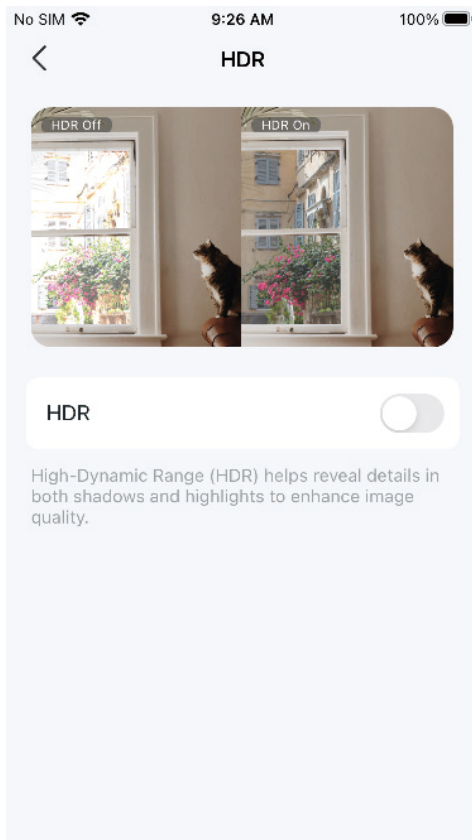 No SIM 9:26 AM 100%
HDR
HDR Off HDR On
HDR
High-Dynamic Range (HDR) helps reveal details in
both shadows and highlights to enhance image
quality.